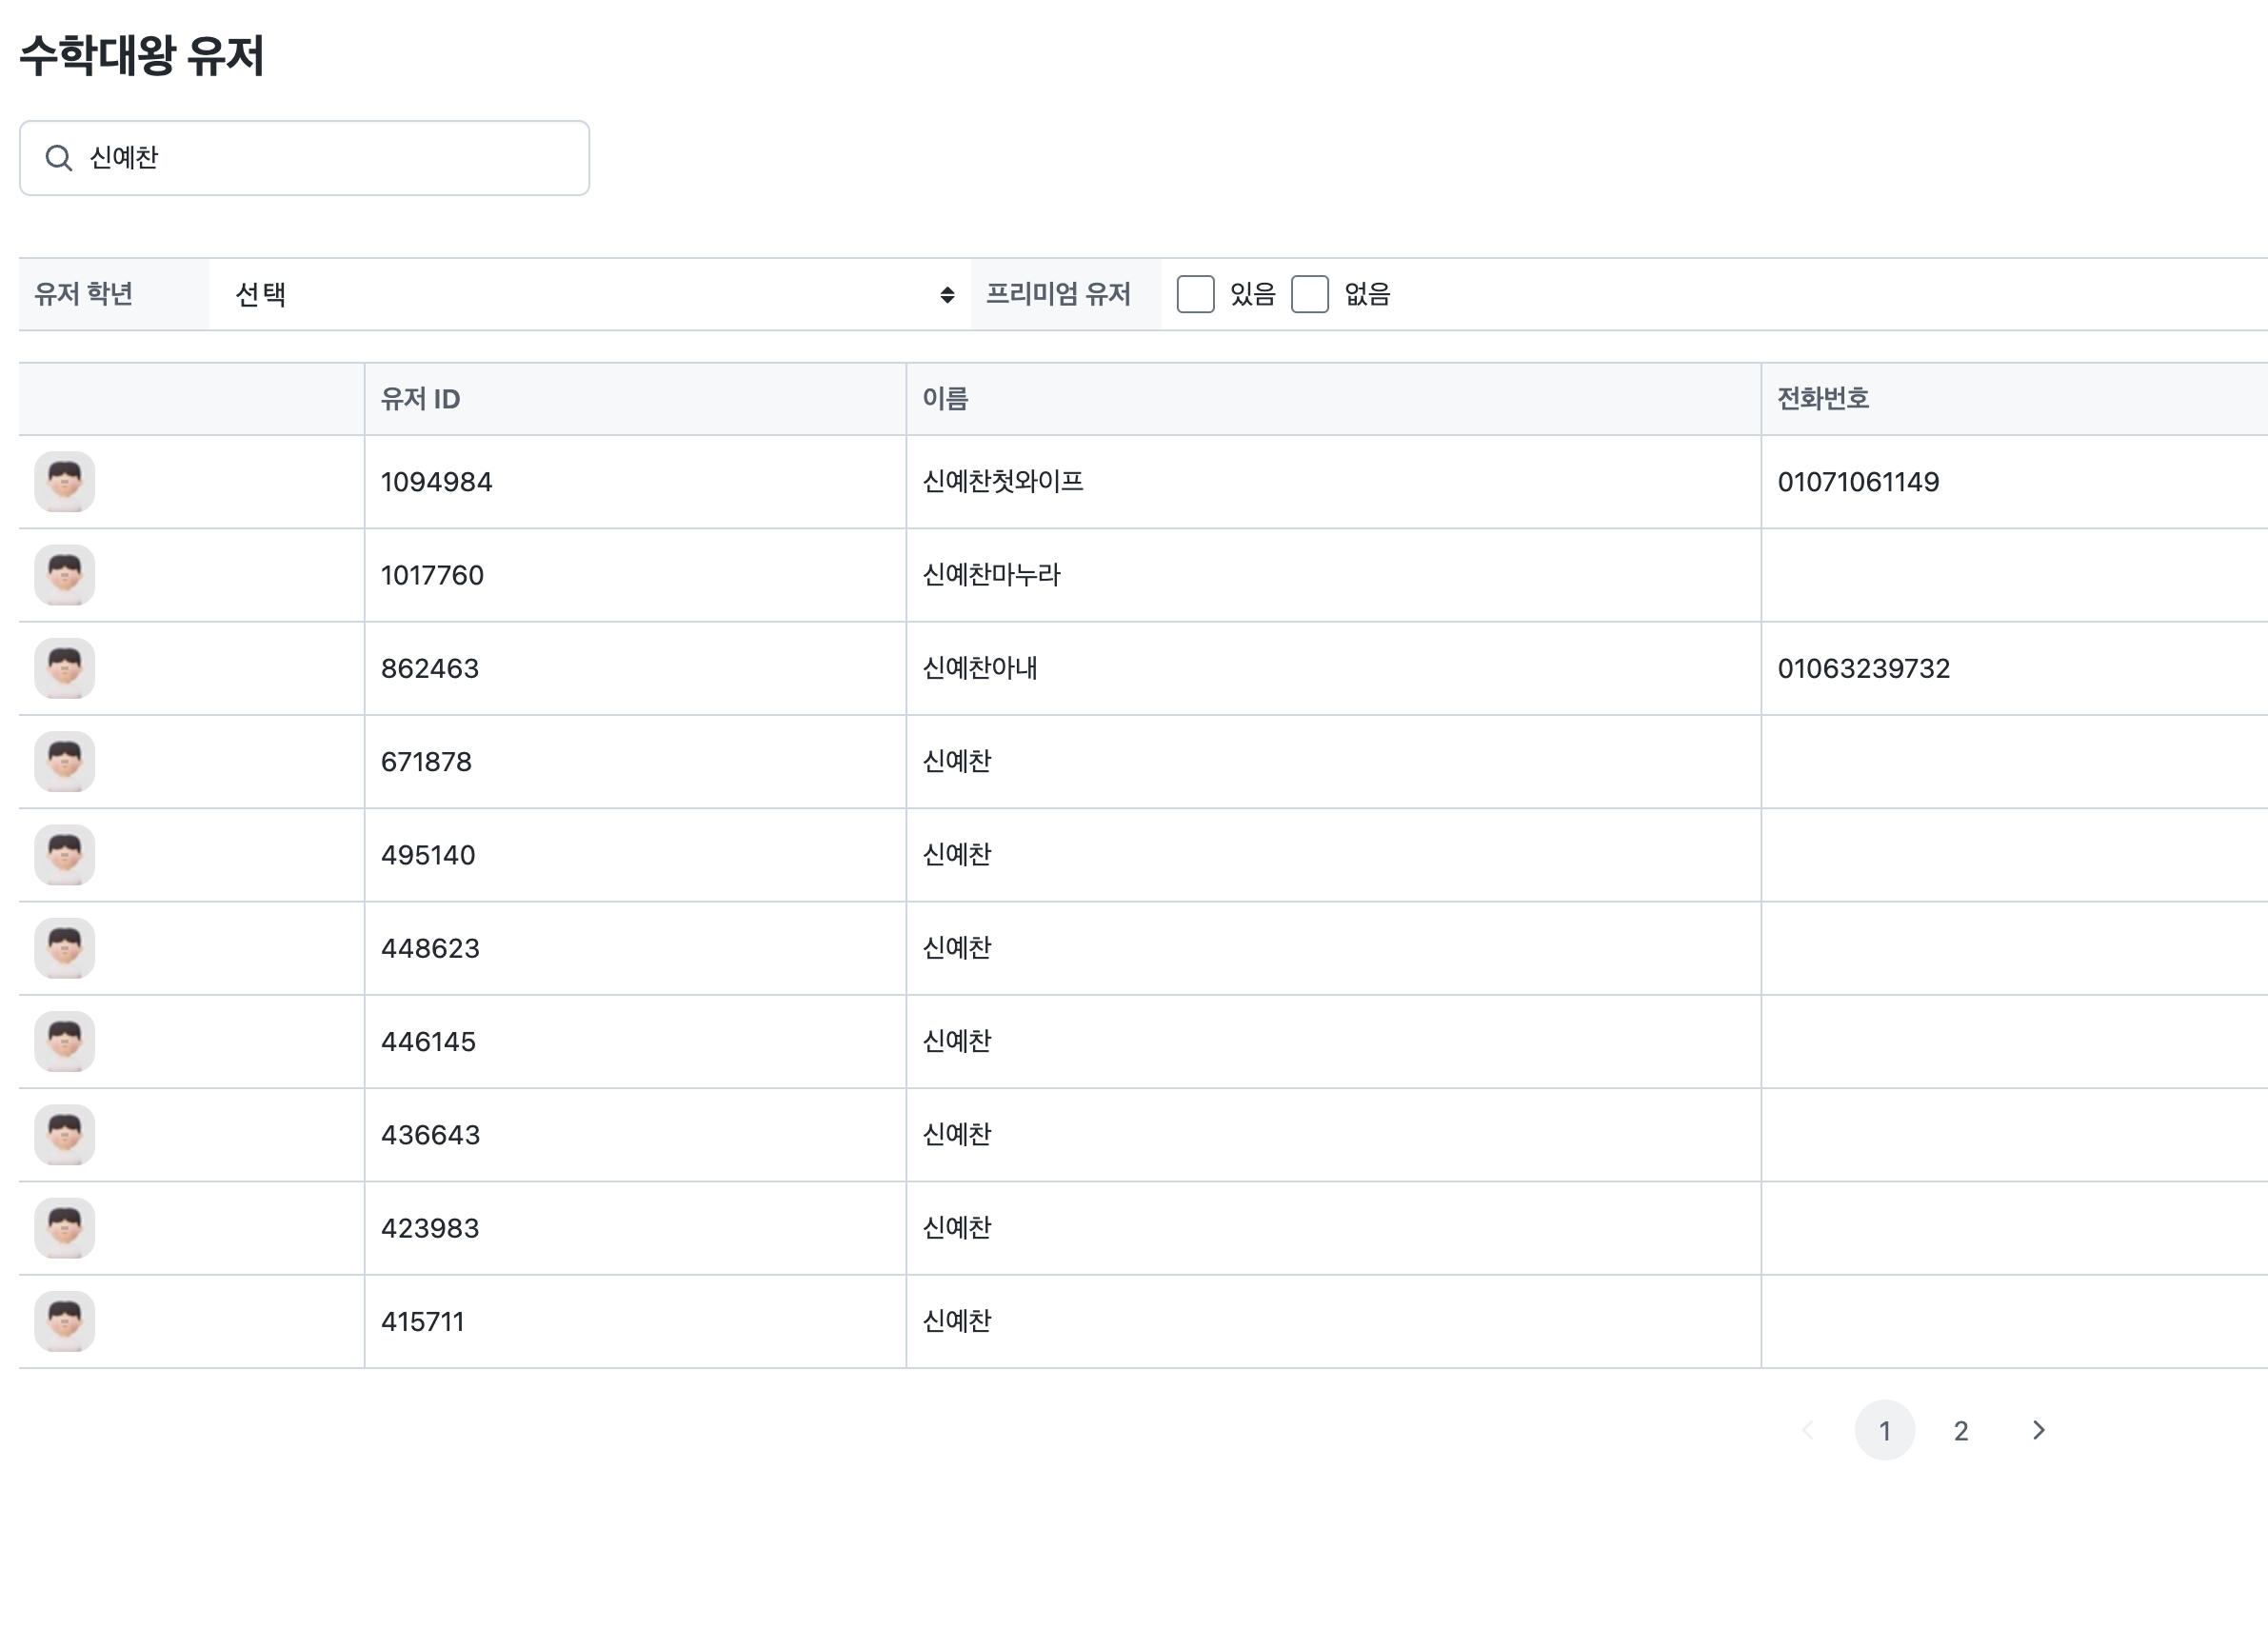 수학대왕 유저
신예찬
유저 학년 선택 프리미엄 유저 있음 없음
유저 ID 이름 전화번호
1094984 신예찬첫와이프 01071061149
1017760 신예찬마누라
862463 신예찬아내 01063239732
671878 신예찬
495140 신예찬
448623 신예찬
446145 신예찬
436643 신예찬
423983 신예찬
415711 신예찬
1 2